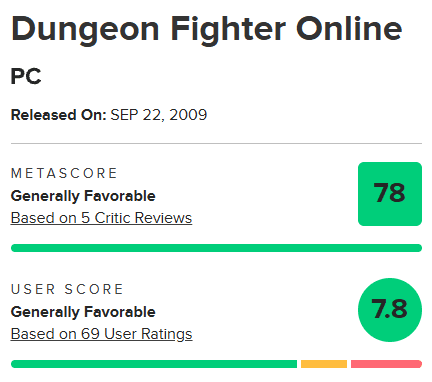 Dungeon Fighter Online
PC
Released On: SEP 22, 2009
METASCORE
Generally Favorable
Based on 5 Critic Reviews
78
USER SCORE
Generally Favorable
Based on 69 User Ratings
7.8